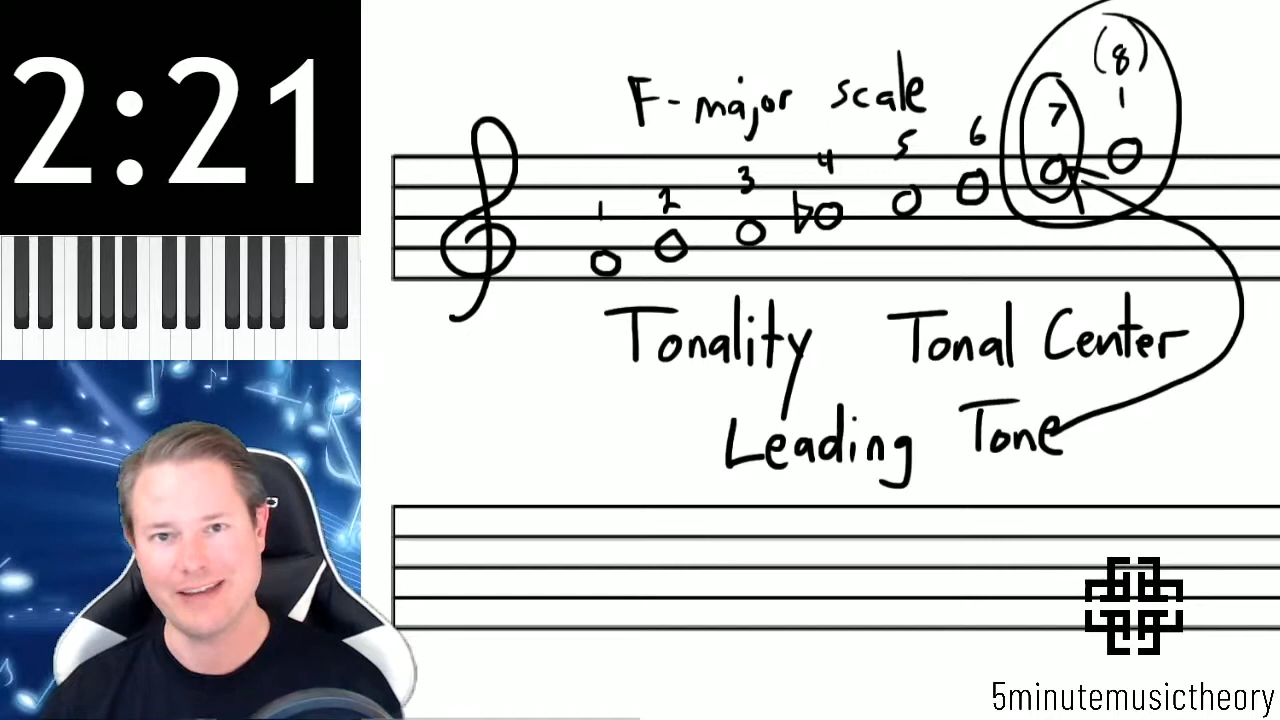 2:21
F-major scale
(8)
1 2 3 4 5 6 7 1
Tonality Tonal Center
Leading Tone
5minutemusictheory